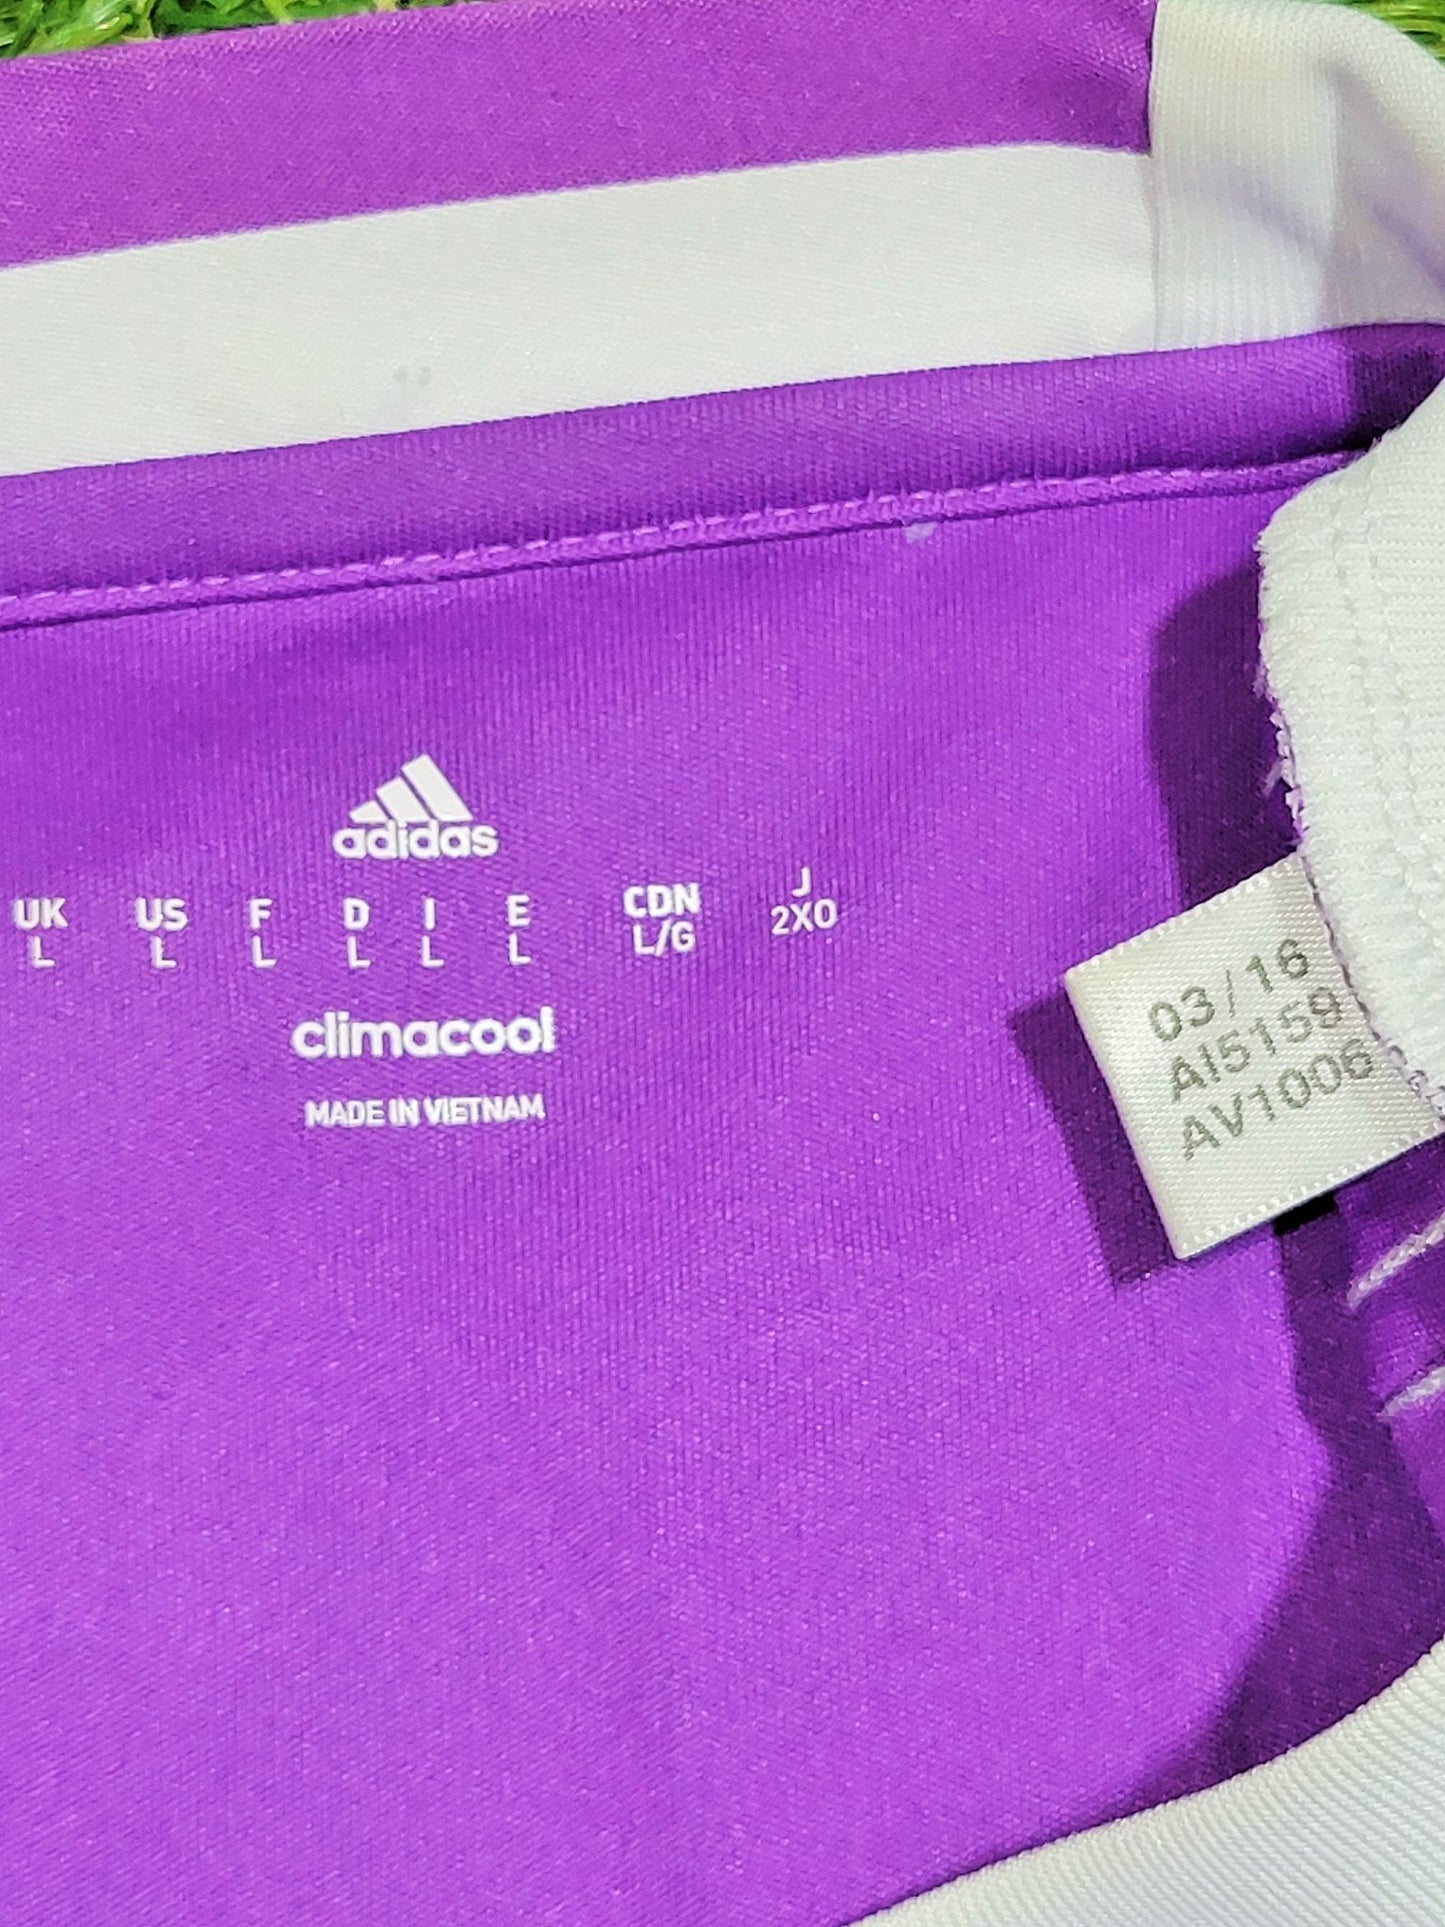 adidas
UK US F D I E CDN J
L L L L L L L/G 2XO
climacool
MADE IN VIETNAM
03/16
AI5159
AV1006